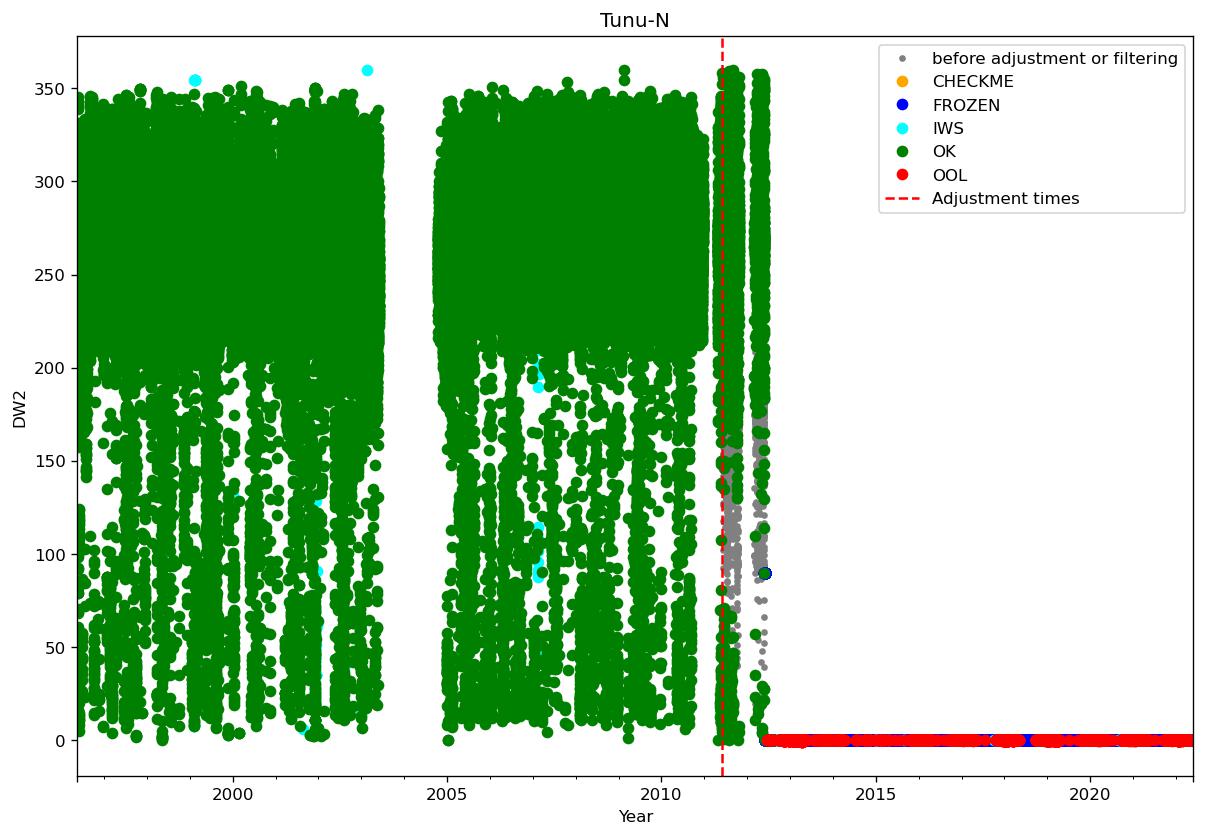 Tunu-N
350
300
250
200
150
100
50
0
DW2
before adjustment or filtering
CHECKME
FROZEN
IWS
OK
OOL
Adjustment times
2000
2005
2010
2015
2020
Year